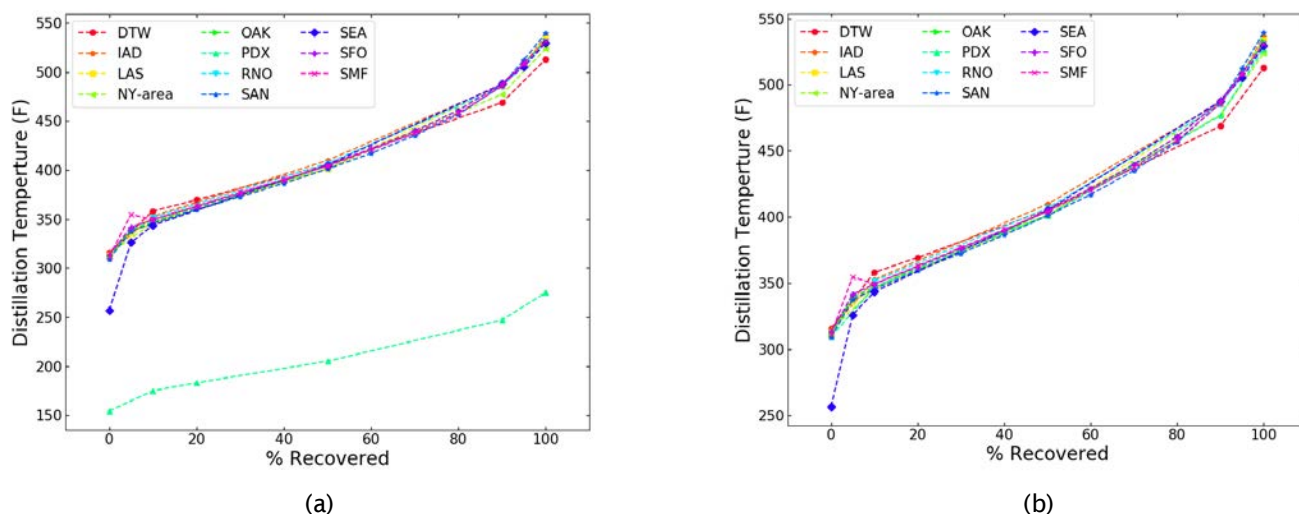 550
500
450
400
350
300
250
200
150
Distillation Temperture (F)
DTW
IAD
LAS
NY-area
OAK
PDX
RNO
SAN
SEA
SFO
SMF
0
20
40
60
80
100
% Recovered
(a)
550
500
450
400
350
300
250
Distillation Temperture (F)
DTW
IAD
LAS
NY-area
OAK
PDX
RNO
SAN
SEA
SFO
SMF
0
20
40
60
80
100
% Recovered
(b)